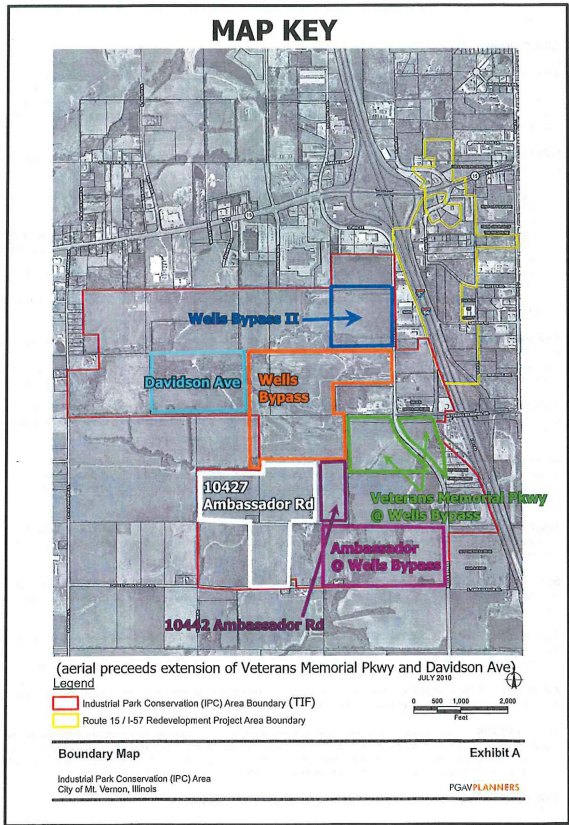 MAP KEY
Wells Bypass II
Davidson Ave
Wells
Bypass
10427
Ambassador Rd
Veterans Memorial Pkwy
@ Wells Bypass
Ambassador
@ Wells Bypass
10442 Ambassador Rd
(aerial preceeds extension of Veterans Memorial Pkwy and Davidson Ave)
Legend
JULY 2010
Industrial Park Conservation (IPC) Area Boundary (TIF)
Route 15 / I-57 Redevelopment Project Area Boundary
0 500 1,000 2,000
Feet
Boundary Map
Exhibit A
Industrial Park Conservation (IPC) Area
City of Mt. Vernon, Illinois
PGAVPLANNERS